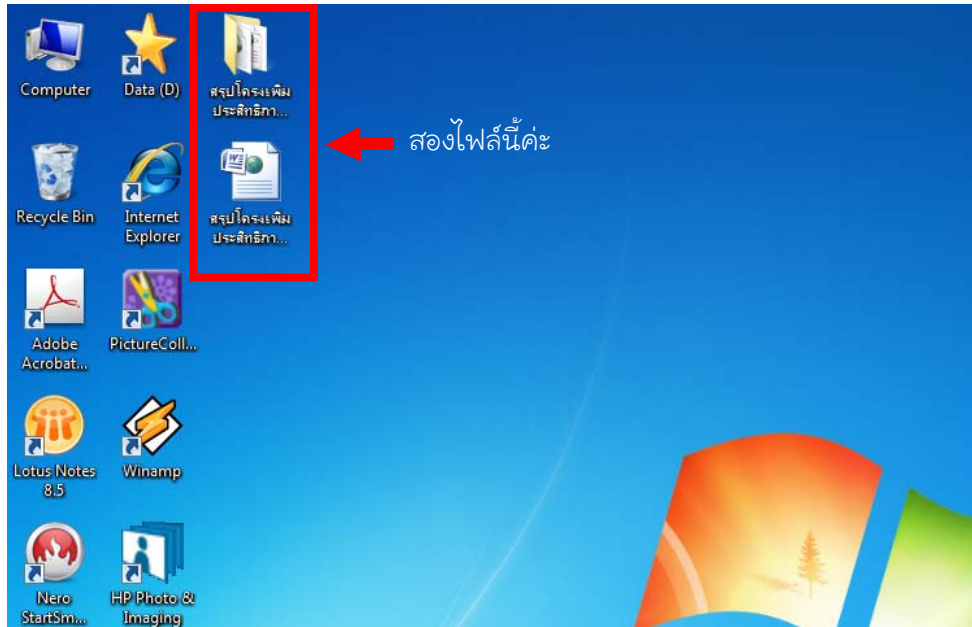 Computer
Data (D)
สรุปโครงเพิ่ม
ประสิทธิภา...
สองไฟล์นี้ค่ะ
Recycle Bin
Internet
Explorer
สรุปโครงเพิ่ม
ประสิทธิภา...
Adobe
Acrobat...
PictureColl...
Lotus Notes
8.5
Winamp
Nero
StartSm...
HP Photo &
Imaging